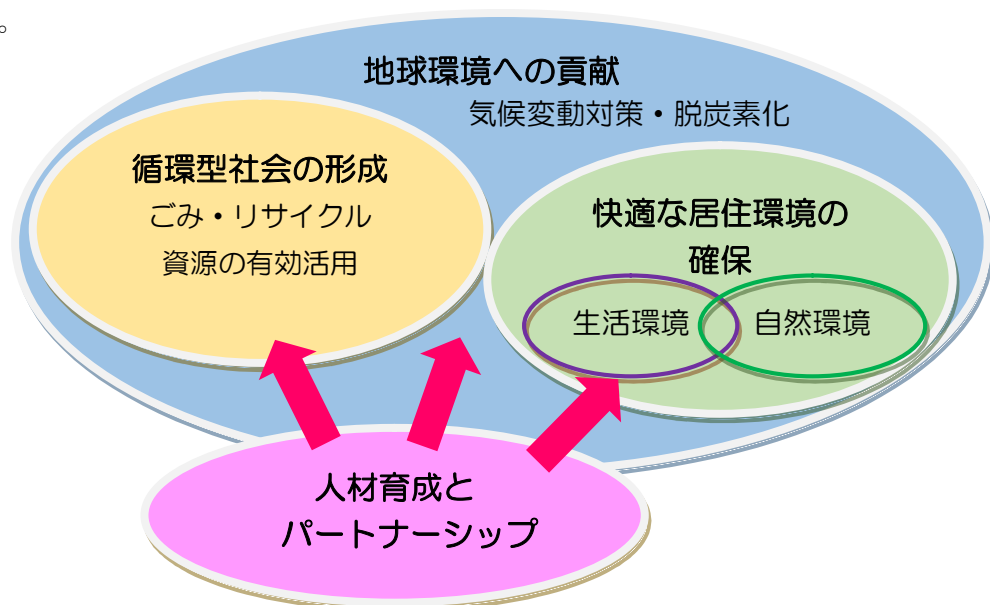 。
地球環境への貢献
気候変動対策・脱炭素化
循環型社会の形成
ごみ・リサイクル
資源の有効活用
快適な居住環境の
確保
生活環境
自然環境
人材育成と
パートナーシップ